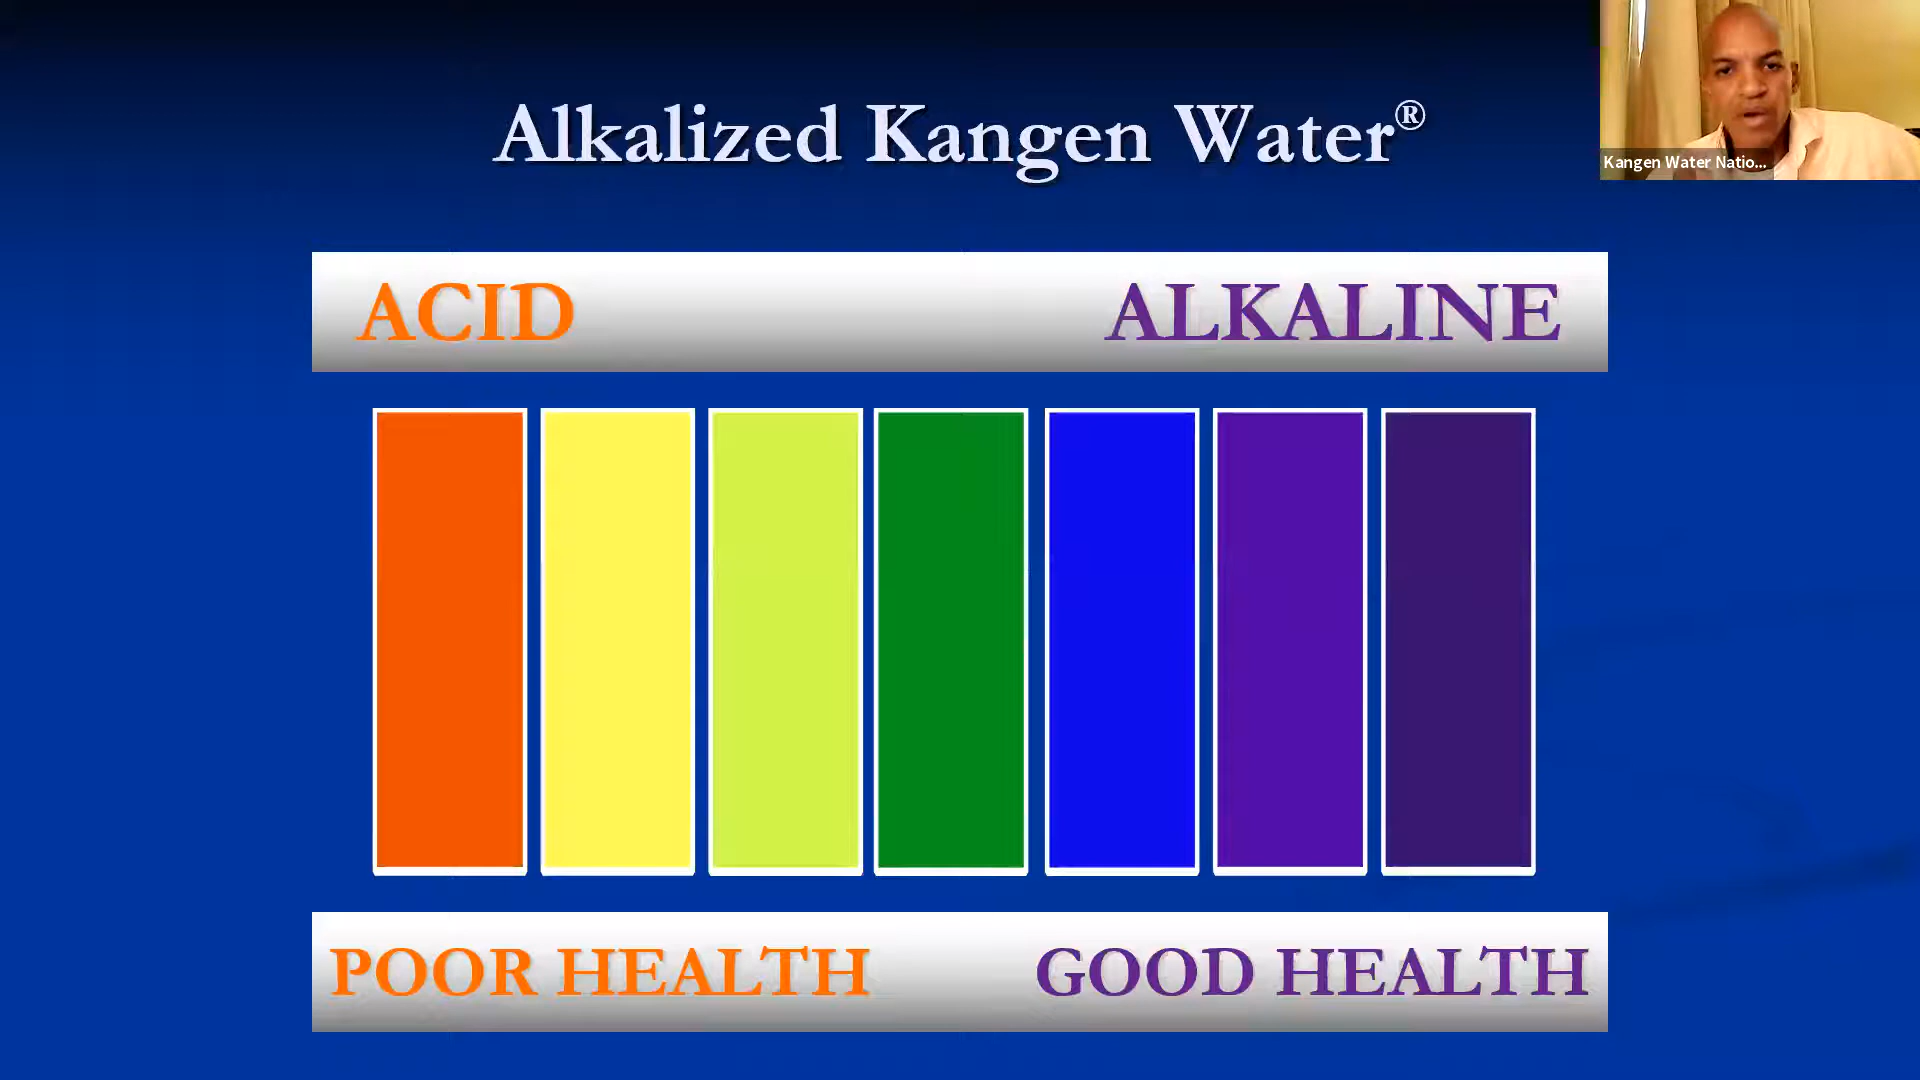 Alkalized Kangen Water®
Kangen Water Natio...
ACID
ALKALINE
POOR HEALTH
GOOD HEALTH